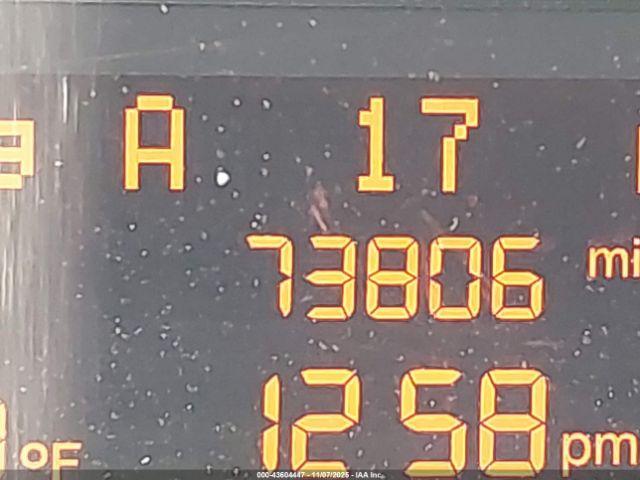 A 17
73806 mi
12 58 pm
°F
000-43604447 - 11/07/2025 - IAA Inc.